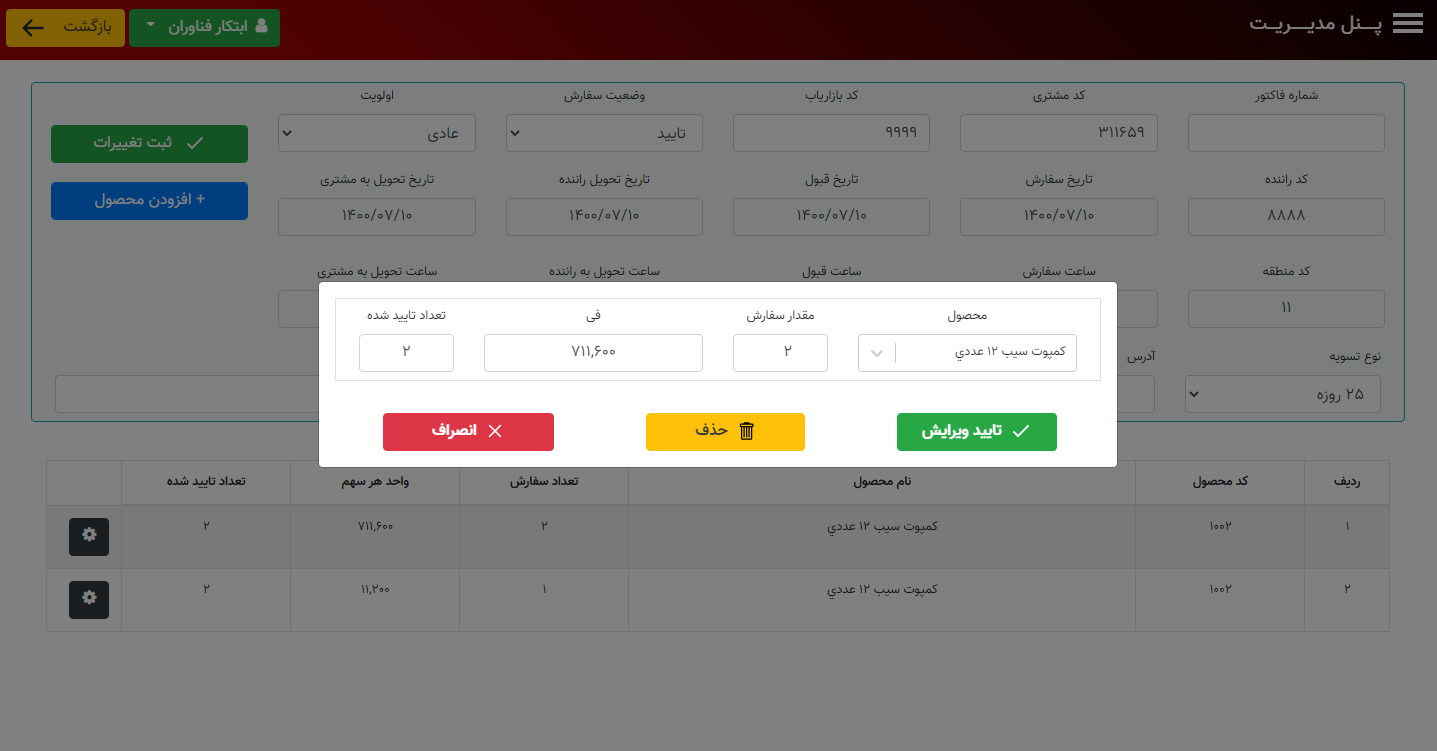 پــنل مدیــریـت
ابتکار فناوران
بازگشت
شماره فاکتور
کد مشتری
کد بازاریاب
وضعیت سفارش
اولویت
۳۱۱۶۵۹
۹۹۹۹
تایید
عادی
ثبت تغییرات
کد راننده
تاریخ سفارش
تاریخ قبول
تاریخ تحویل راننده
تاریخ تحویل به مشتری
+ افزودن محصول
۸۸۸۸
۱۴۰۰/۰۷/۱۰
۱۴۰۰/۰۷/۱۰
۱۴۰۰/۰۷/۱۰
۱۴۰۰/۰۷/۱۰
کد منطقه
ساعت سفارش
ساعت قبول
ساعت تحویل به راننده
ساعت تحویل به مشتری
۱۱
نوع تسویه
آدرس
۲۵ روزه
محصول
مقدار سفارش
فی
تعداد تایید شده
كمپوت سیب ۱۲ عددي
۲
۷۱۱,۶۰۰
۲
تایید ویرایش
حذف
انصراف
ردیف
کد محصول
نام محصول
تعداد سفارش
واحد هر سهم
تعداد تایید شده
۱
۱۰۰۲
كمپوت سیب ۱۲ عددي
۲
۷۱۱,۶۰۰
۲
۲
۱۰۰۲
كمپوت سیب ۱۲ عددي
۱
۱۱,۲۰۰
۲